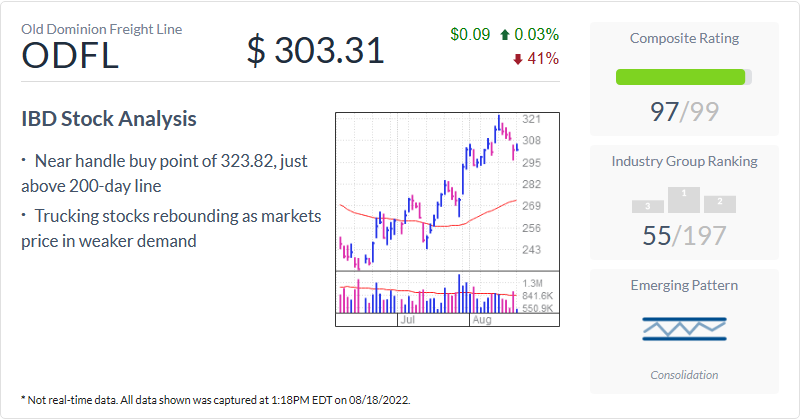 Old Dominion Freight Line
ODFL
$ 303.31
$0.09 0.03%
41%
IBD Stock Analysis
· Near handle buy point of 323.82, just
above 200-day line
· Trucking stocks rebounding as markets
price in weaker demand
321
308
295
282
269
256
243
1.3M
841.6K
550.9K
Jul
Aug
Composite Rating
97/99
Industry Group Ranking
3
1
2
55/197
Emerging Pattern
Consolidation
* Not real-time data. All data shown was captured at 1:18PM EDT on 08/18/2022.